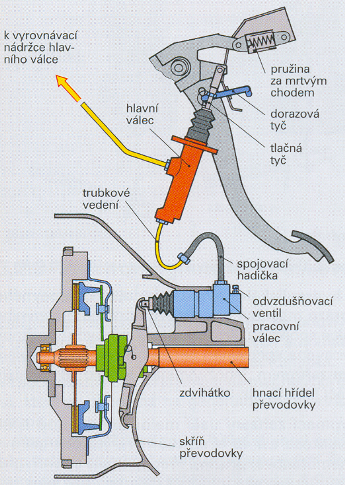 k vyrovnávací
nádržce hlav-
ního válce
pružina
za mrtvým
chodem
hlavní
válec
dorazová
tyč
tlačná
tyč
trubkové
vedení
spojovací
hadička
odvzdušňovací
ventil
pracovní
válec
zdvihátko
hnací hřídel
převodovky
skříň
převodovky